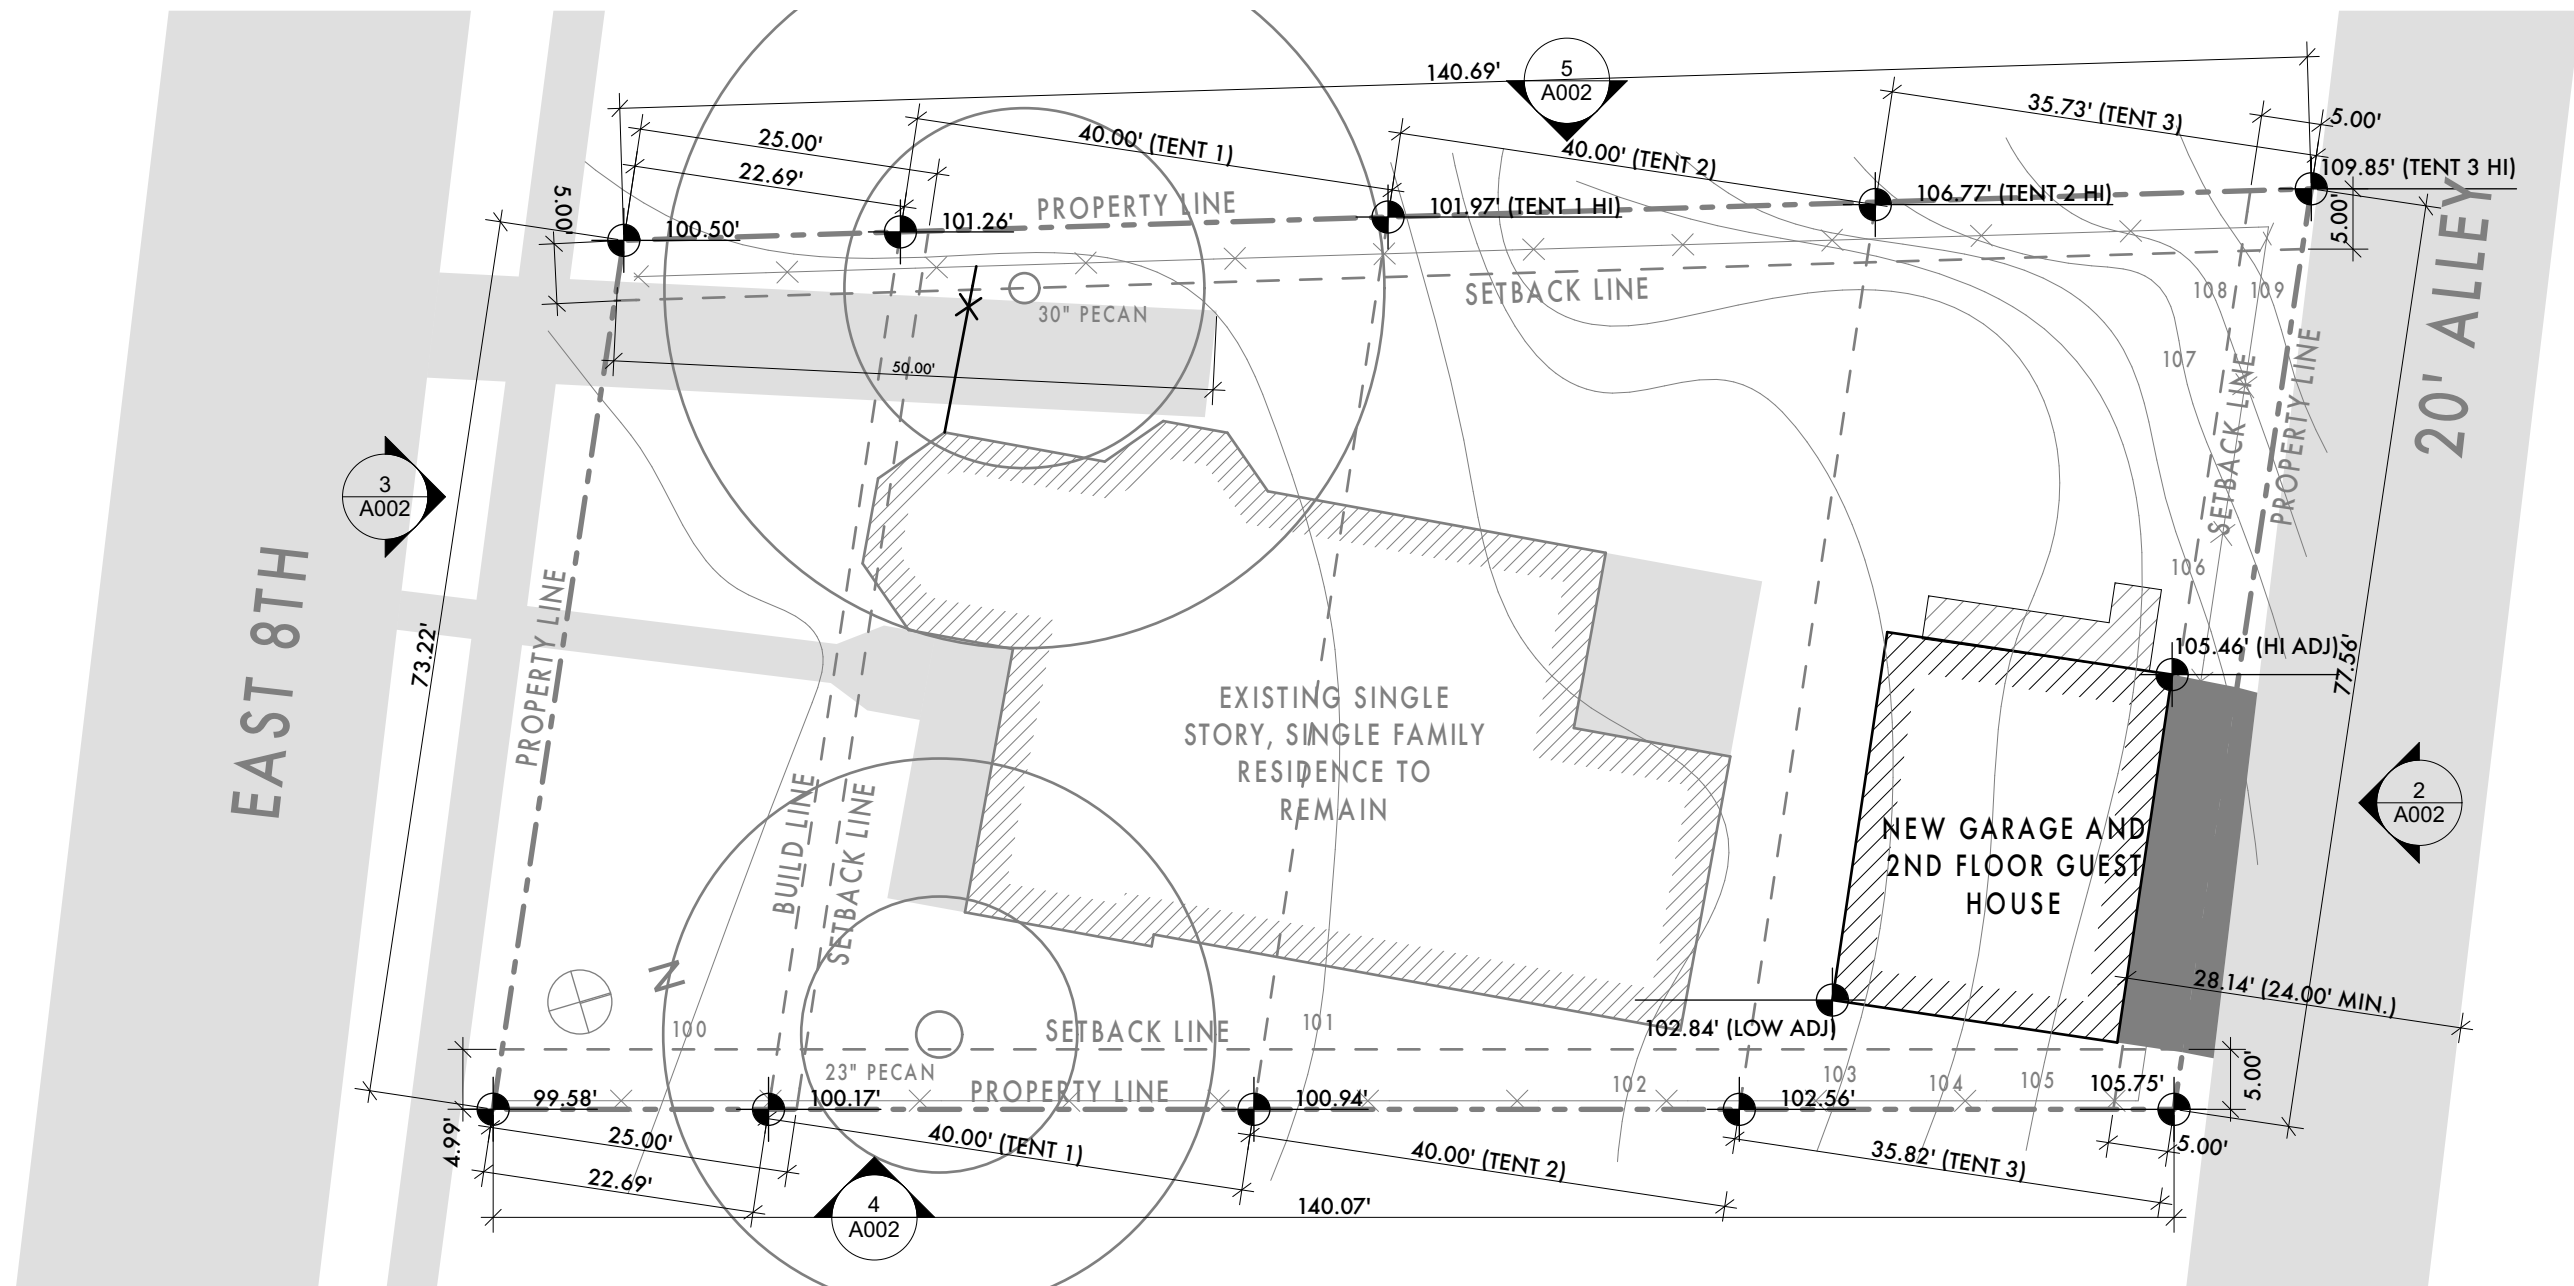 140.69'
5
A002
35.73' (TENT 3)
5.00'
25.00'
40.00' (TENT 1)
40.00' (TENT 2)
22.69'
109.85' (TENT 3 HI)
5.00'
PROPERTY LINE
101.97' (TENT 1 HI)
106.77' (TENT 2 HI)
100.50'
101.26'
5.00'
SETBACK LINE
108
109
30" PECAN
20' ALLEY
107
50.00'
SETBACK LINE
PROPERTY LINE
3
A002
106
EAST 8TH
PROPERTY LINE
73.22'
105.46' (HI ADJ)
77.56'
EXISTING SINGLE
STORY, SINGLE FAMILY
RESIDENCE TO
REMAIN
2
A002
BUILD LINE
SETBACK LINE
NEW GARAGE AND
2ND FLOOR GUEST
HOUSE
N
28.14' (24.00' MIN.)
100
SETBACK LINE
101
102.84' (LOW ADJ)
23" PECAN
PROPERTY LINE
102
103
104
105
105.75'
5.00'
99.58'
100.17'
100.94'
102.56'
4.99'
25.00'
40.00' (TENT 1)
40.00' (TENT 2)
35.82' (TENT 3)
5.00'
22.69'
4
A002
140.07'